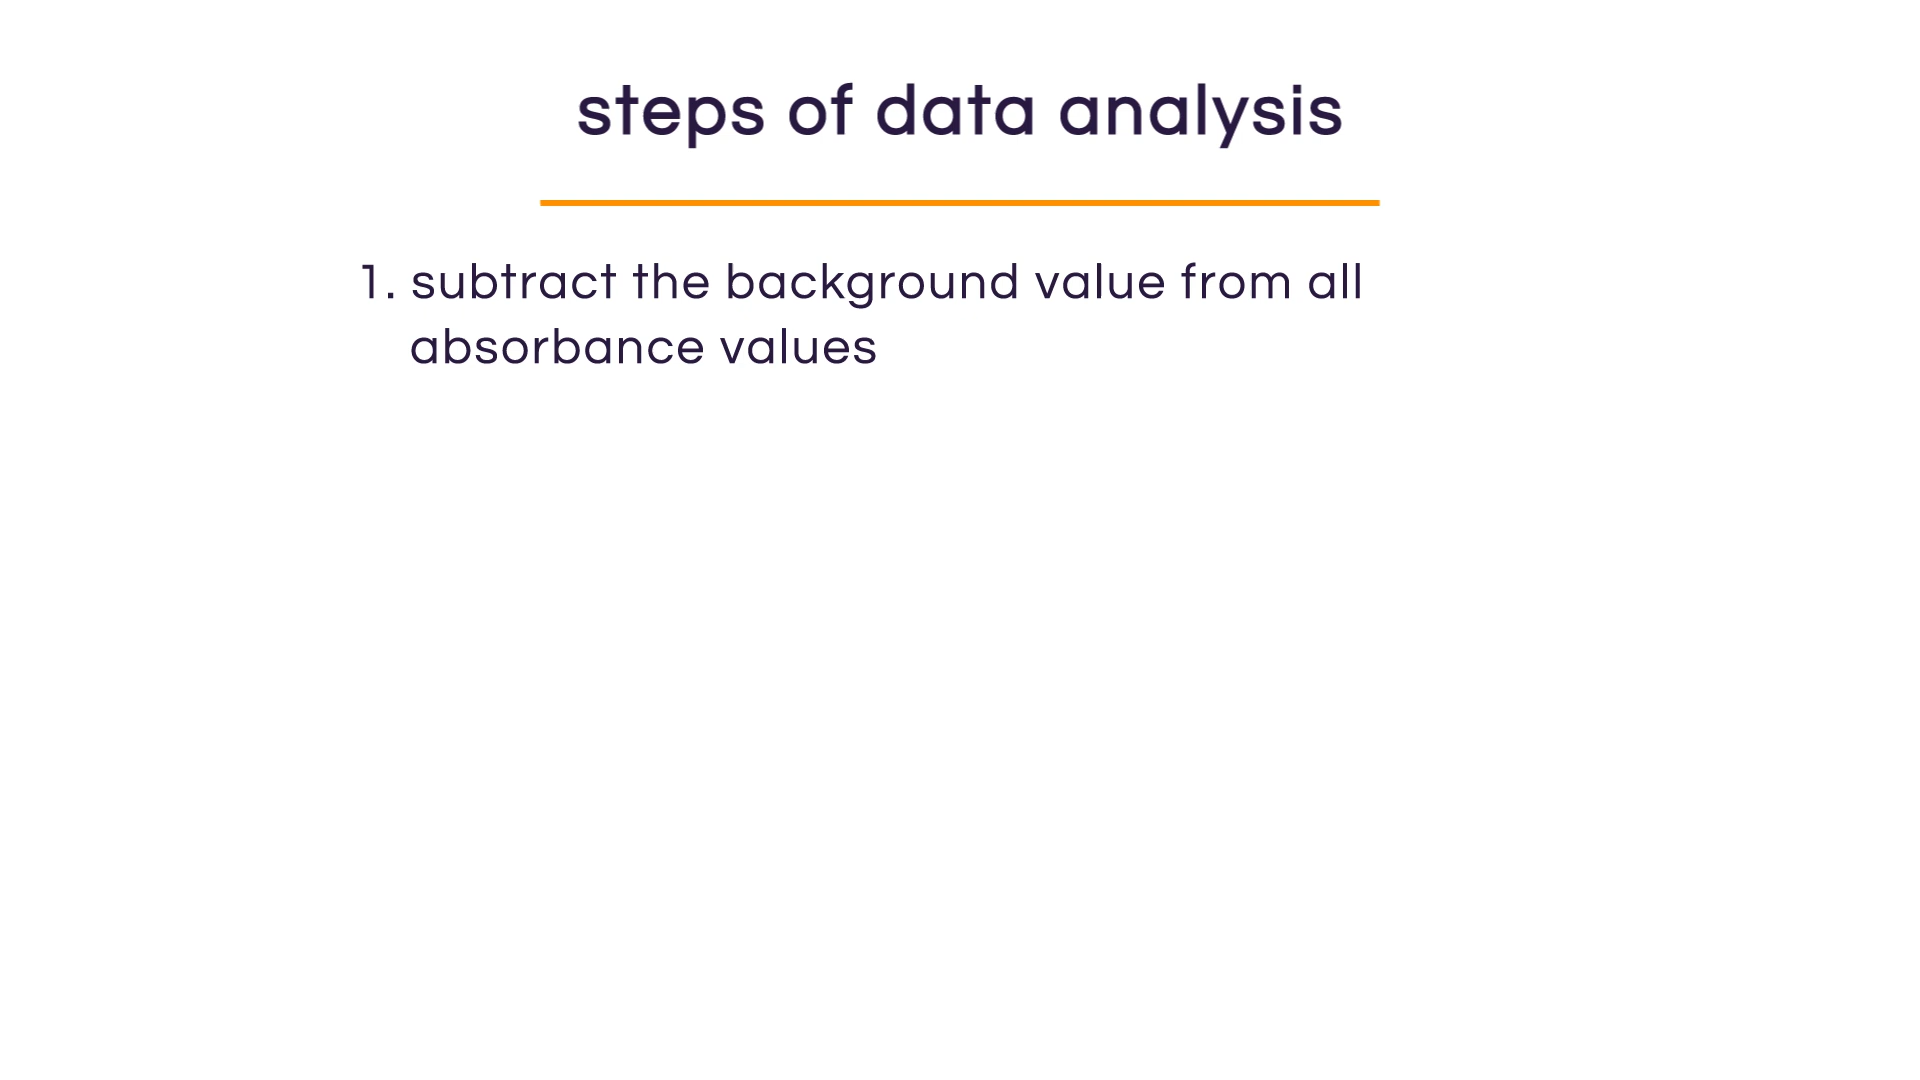 steps of data analysis
1. subtract the background value from all
absorbance values